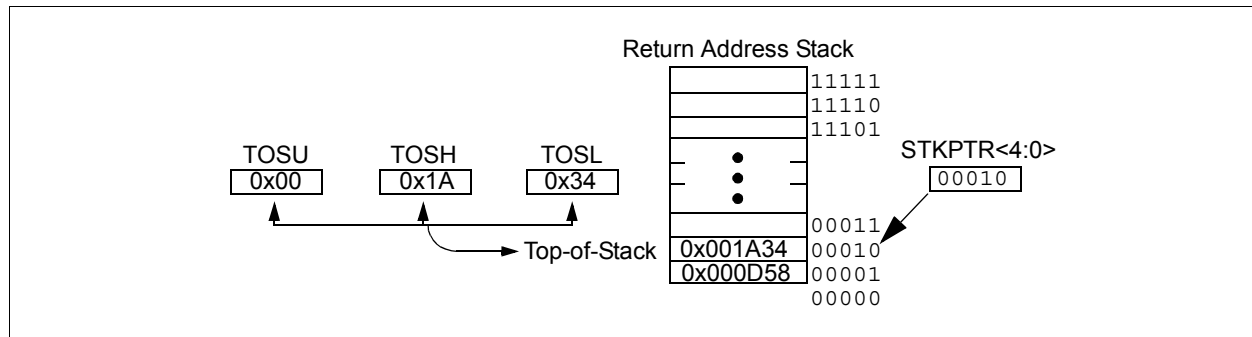 Return Address Stack
11111
11110
11101
TOSU TOSH TOSL
0x00 0x1A 0x34
STKPTR<4:0>
00010
00011
Top-of-Stack 0x001A34 00010
0x000D58 00001
00000